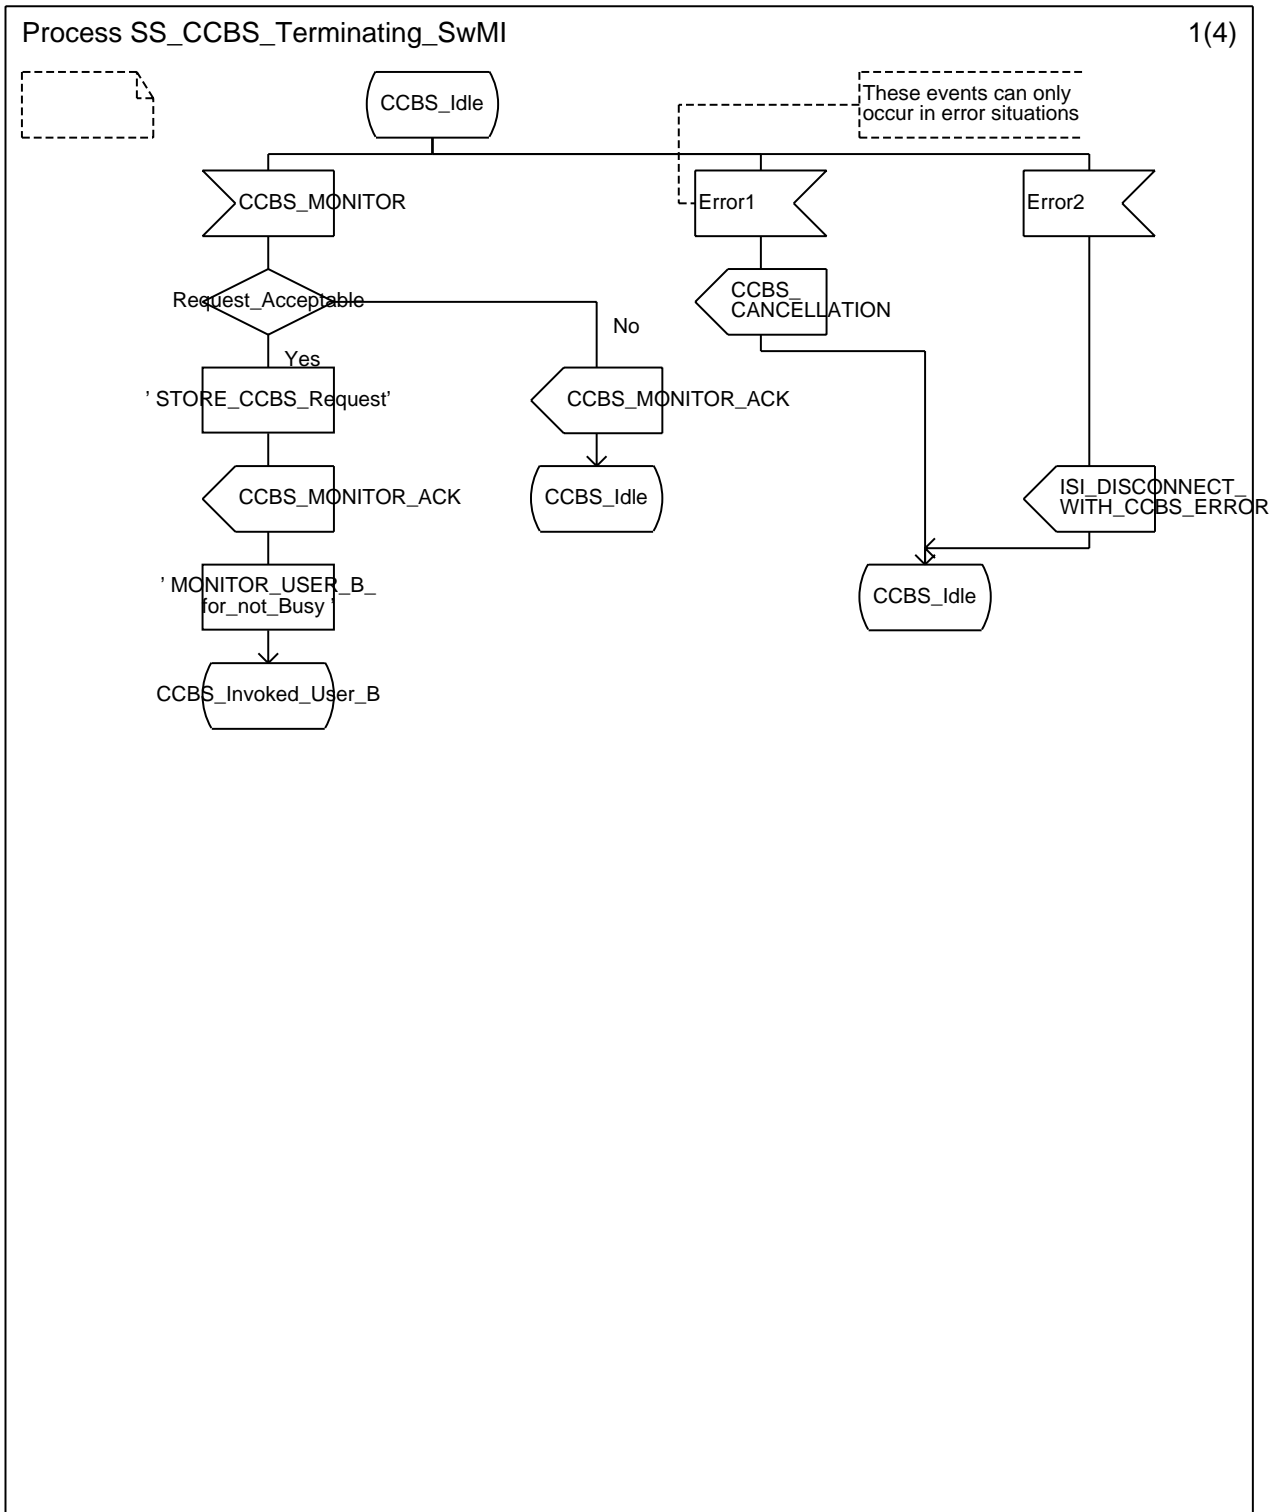 Process SS_CCBS_Terminating_SwMI
1(4)
CCBS_Idle
These events can only
occur in error situations
CCBS_MONITOR
Error1
Error2
Request_Acceptable
CCBS_
CANCELLATION
No
Yes
' STORE_CCBS_Request'
CCBS_MONITOR_ACK
CCBS_MONITOR_ACK
CCBS_Idle
ISI_DISCONNECT_
WITH_CCBS_ERROR
' MONITOR_USER_B_
for_not_Busy '
CCBS_Idle
CCBS_Invoked_User_B